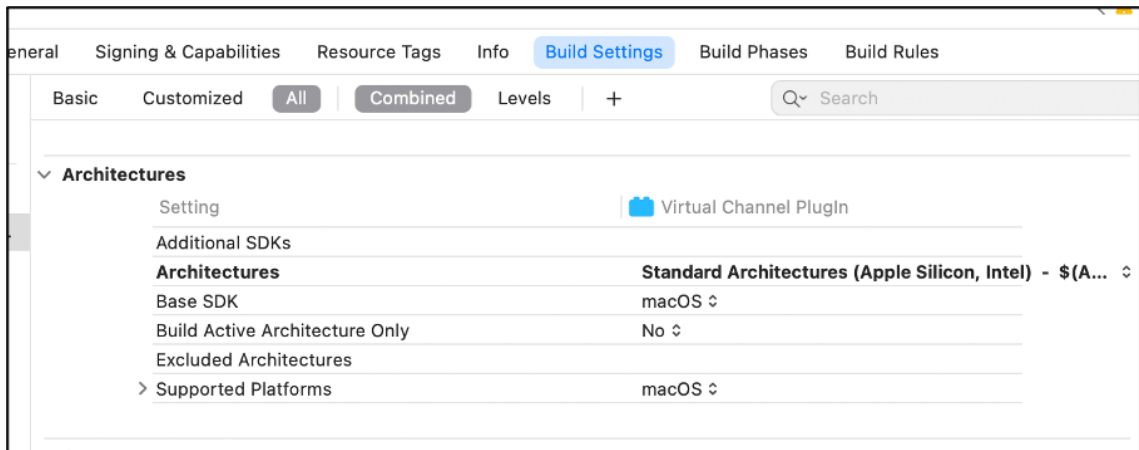 eneral Signing & Capabilities Resource Tags Info Build Settings Build Phases Build Rules
Basic Customized All Combined Levels + Search
Architectures
Setting Virtual Channel PlugIn
Additional SDKs
Architectures Standard Architectures (Apple Silicon, Intel) - $(A...
Base SDK macOS
Build Active Architecture Only No
Excluded Architectures
Supported Platforms macOS